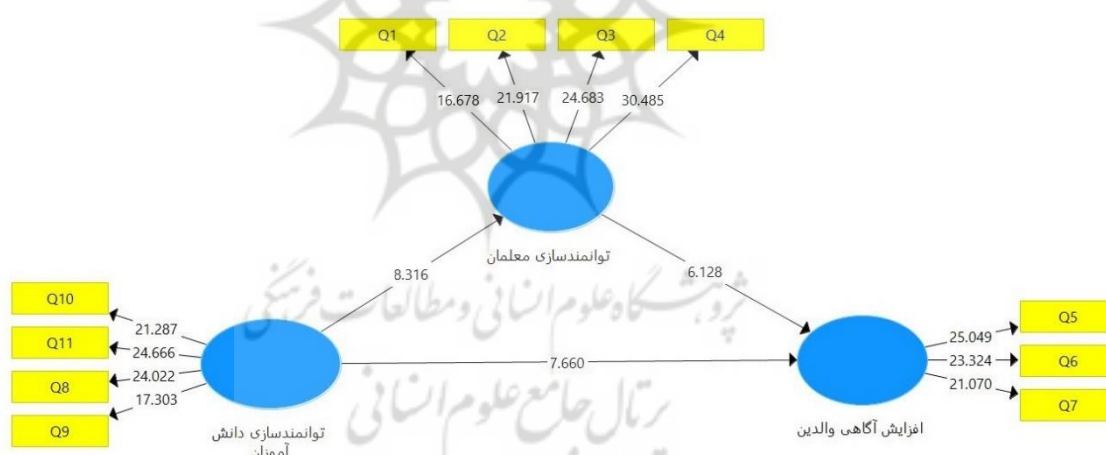 Q1 Q2 Q3 Q4
16.678 21.917 24.683 30.485
توانمندسازی معلمان
8.316 6.128
پژوهشگاه علوم انسانی و مطالعات فرهنگی
Q10
21.287
Q11
24.666
Q8
24.022
Q9
17.303
7.660
Q5
25.049
Q6
23.324
Q7
21.070
پرتال جامع علوم انسانی
توانمندسازی دانش
آموزان
افزایش آگاهی والدین